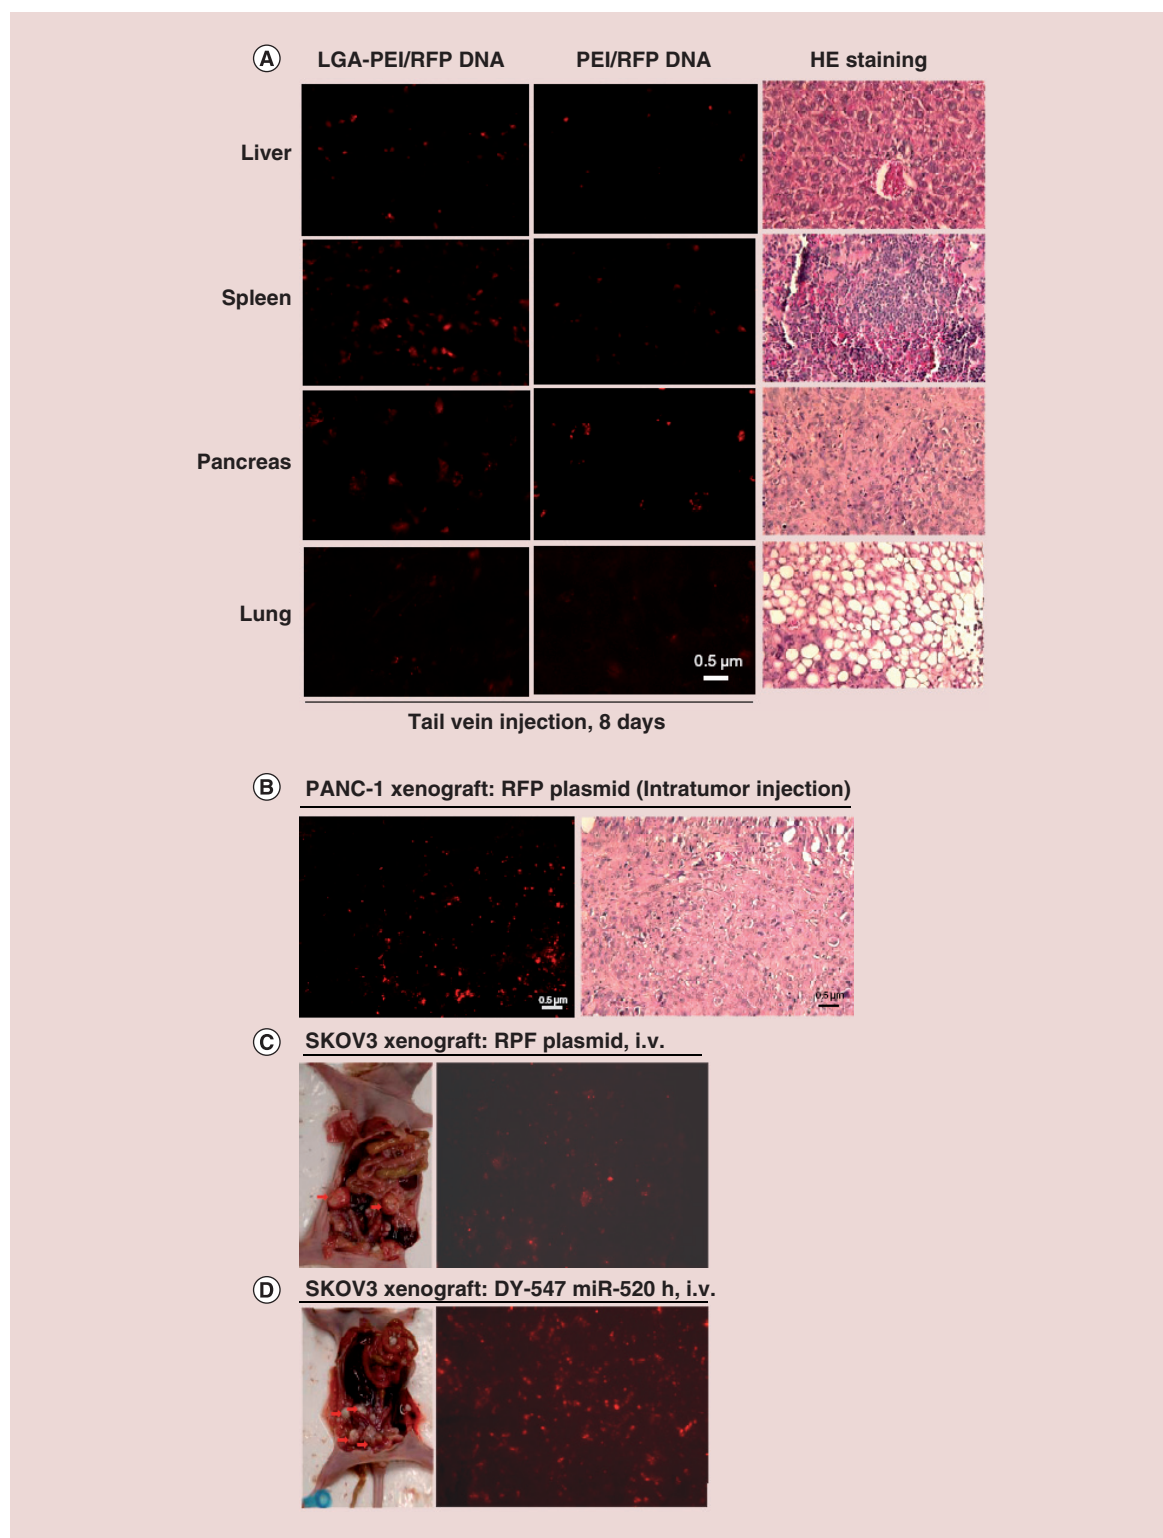 A
LGA-PEI/RFP DNA
PEI/RFP DNA
HE staining
Liver
Spleen
Pancreas
Lung
0.5 µm
Tail vein injection, 8 days
B
PANC-1 xenograft: RFP plasmid (Intratumor injection)
0.5 µm
0.5 µm
C
SKOV3 xenograft: RPF plasmid, i.v.
D
SKOV3 xenograft: DY-547 miR-520 h, i.v.